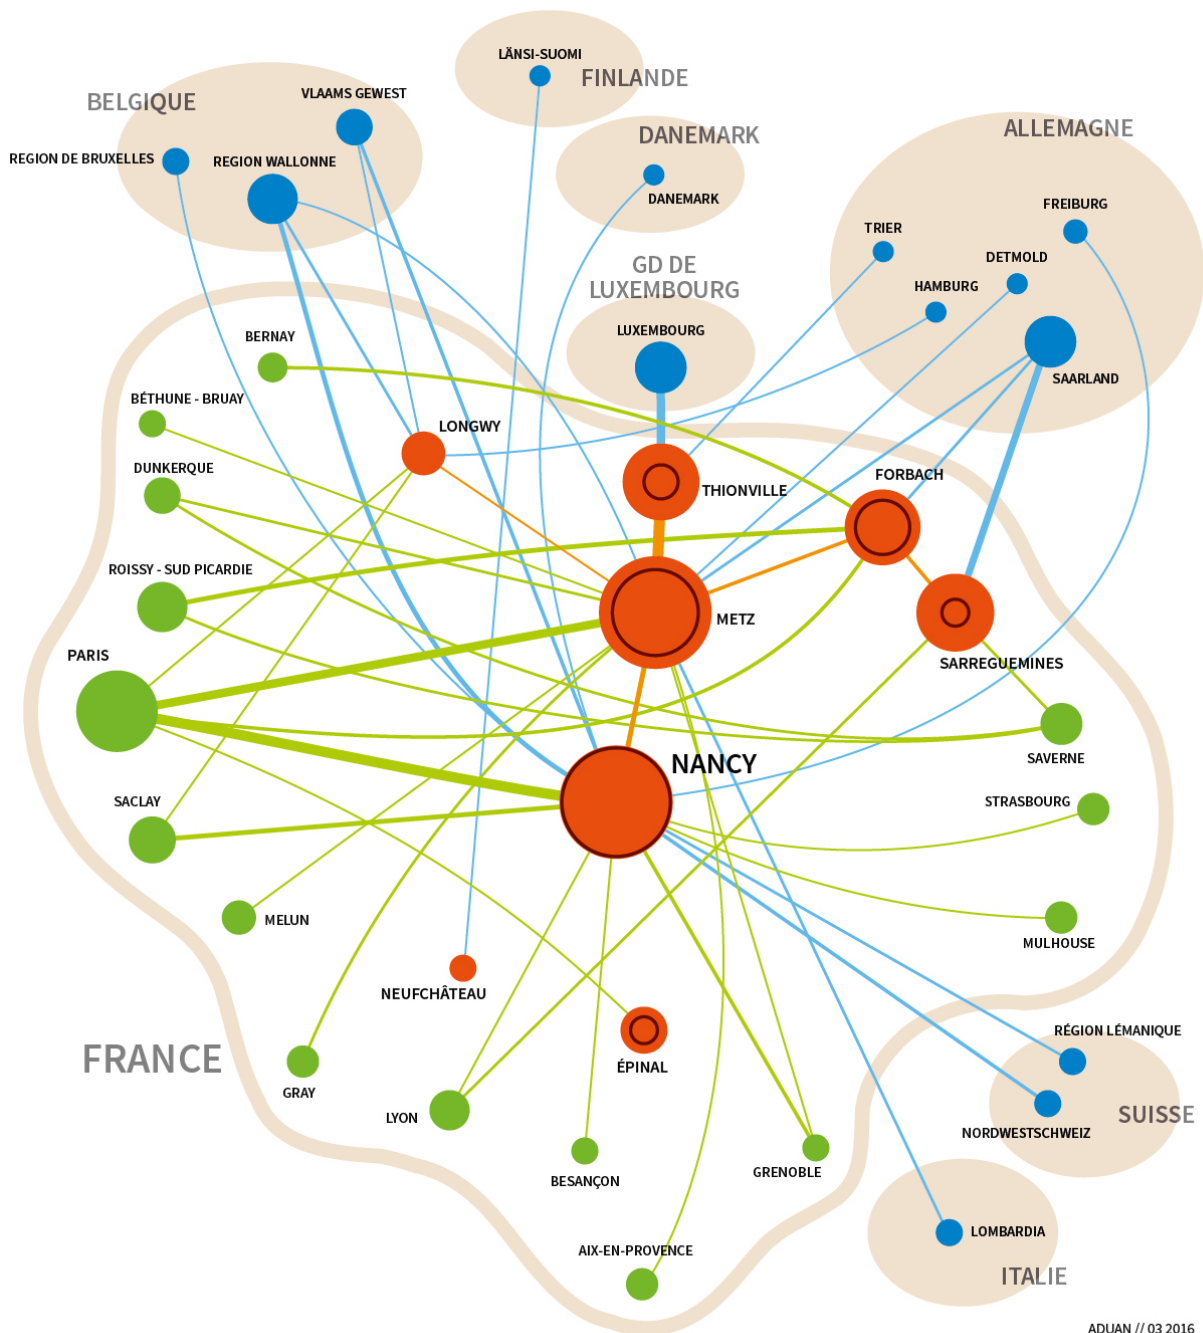 LÄNSI-SUOMI
FINLANDE
BELGIQUE
VLAAMS GEWEST
REGION DE BRUXELLES
REGION WALLONNE
DANEMARK
DANEMARK
ALLEMAGNE
FREIBURG
TRIER
DETMOLD
HAMBURG
GD DE
LUXEMBOURG
LUXEMBOURG
SAARLAND
BERNAY
BÉTHUNE - BRUAY
LONGWY
DUNKERQUE
THIONVILLE
FORBACH
ROISSY - SUD PICARDIE
METZ
PARIS
SARREGUEMINES
NANCY
SAVERNE
SACLAY
STRASBOURG
MELUN
MULHOUSE
NEUFCHÂTEAU
FRANCE
ÉPINAL
RÉGION LÉMANIQUE
GRAY
LYON
SUISSE
NORDWESTSCHWEIZ
BESANÇON
GRENOBLE
LOMBARDIA
AIX-EN-PROVENCE
ITALIE
ADUAN // 03 2016